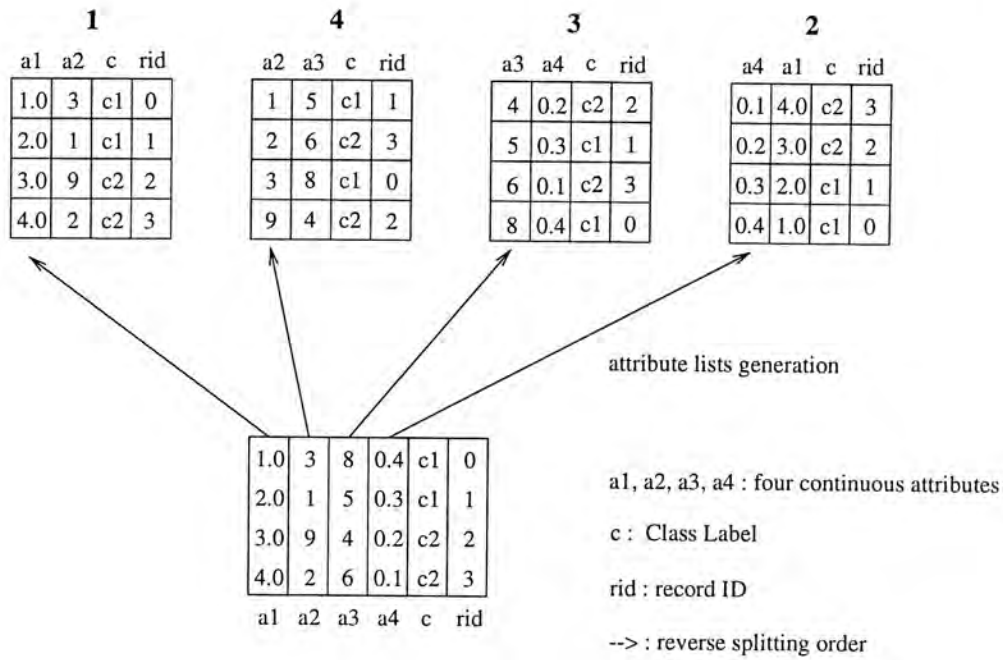 1 4 3 2
a1 a2 c rid
1.0 3 c1 0
2.0 1 c1 1
3.0 9 c2 2
4.0 2 c2 3
a2 a3 c rid
1 5 c1 1
2 6 c2 3
3 8 c1 0
9 4 c2 2
a3 a4 c rid
4 0.2 c2 2
5 0.3 c1 1
6 0.1 c2 3
8 0.4 c1 0
a4 a1 c rid
0.1 4.0 c2 3
0.2 3.0 c2 2
0.3 2.0 c1 1
0.4 1.0 c1 0
attribute lists generation
1.0 3 8 0.4 c1 0
2.0 1 5 0.3 c1 1
3.0 9 4 0.2 c2 2
4.0 2 6 0.1 c2 3
a1 a2 a3 a4 c rid
a1, a2, a3, a4 : four continuous attributes
c : Class Label
rid : record ID
--> : reverse splitting order